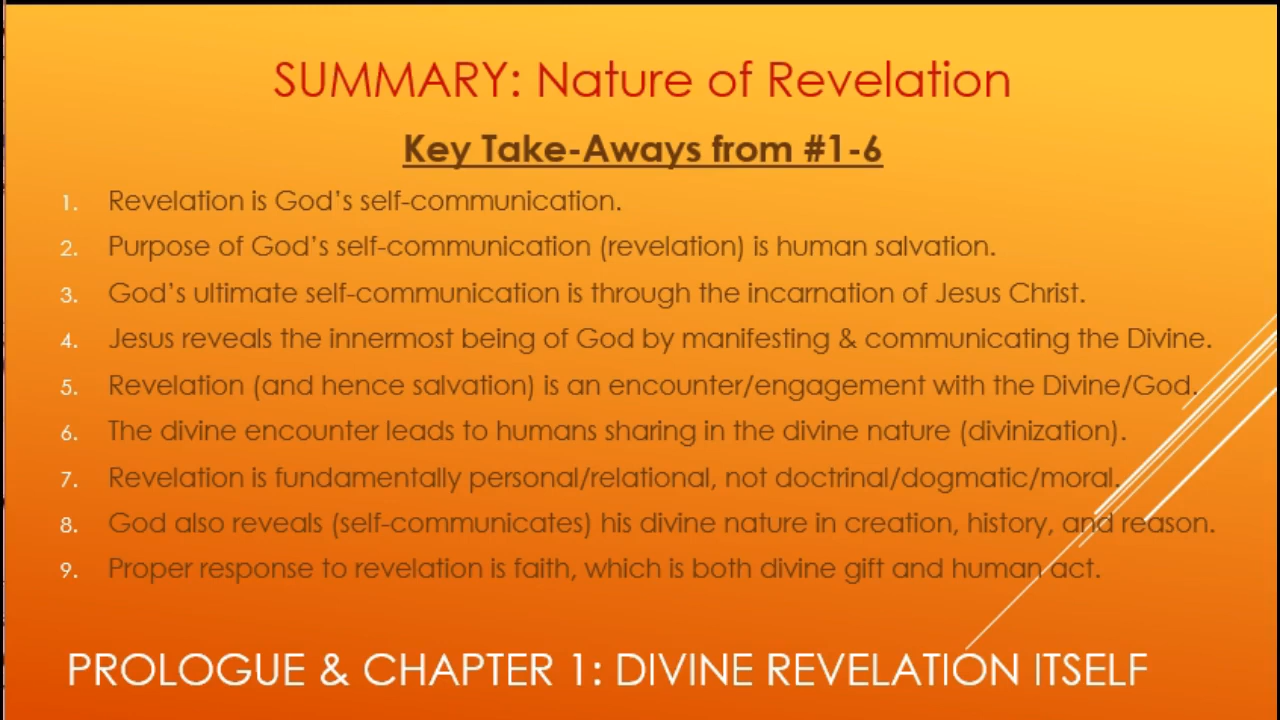 SUMMARY: Nature of Revelation
Key Take-Aways from #1-6
1. Revelation is God's self-communication.
2. Purpose of God's self-communication (revelation) is human salvation.
3. God's ultimate self-communication is through the incarnation of Jesus Christ.
4. Jesus reveals the innermost being of God by manifesting & communicating the Divine.
5. Revelation (and hence salvation) is an encounter/engagement with the Divine/God.
6. The divine encounter leads to humans sharing in the divine nature (divinization).
7. Revelation is fundamentally personal/relational, not doctrinal/dogmatic/moral.
8. God also reveals (self-communicates) his divine nature in creation, history, and reason.
9. Proper response to revelation is faith, which is both divine gift and human act.
PROLOGUE & CHAPTER 1: DIVINE REVELATION ITSELF